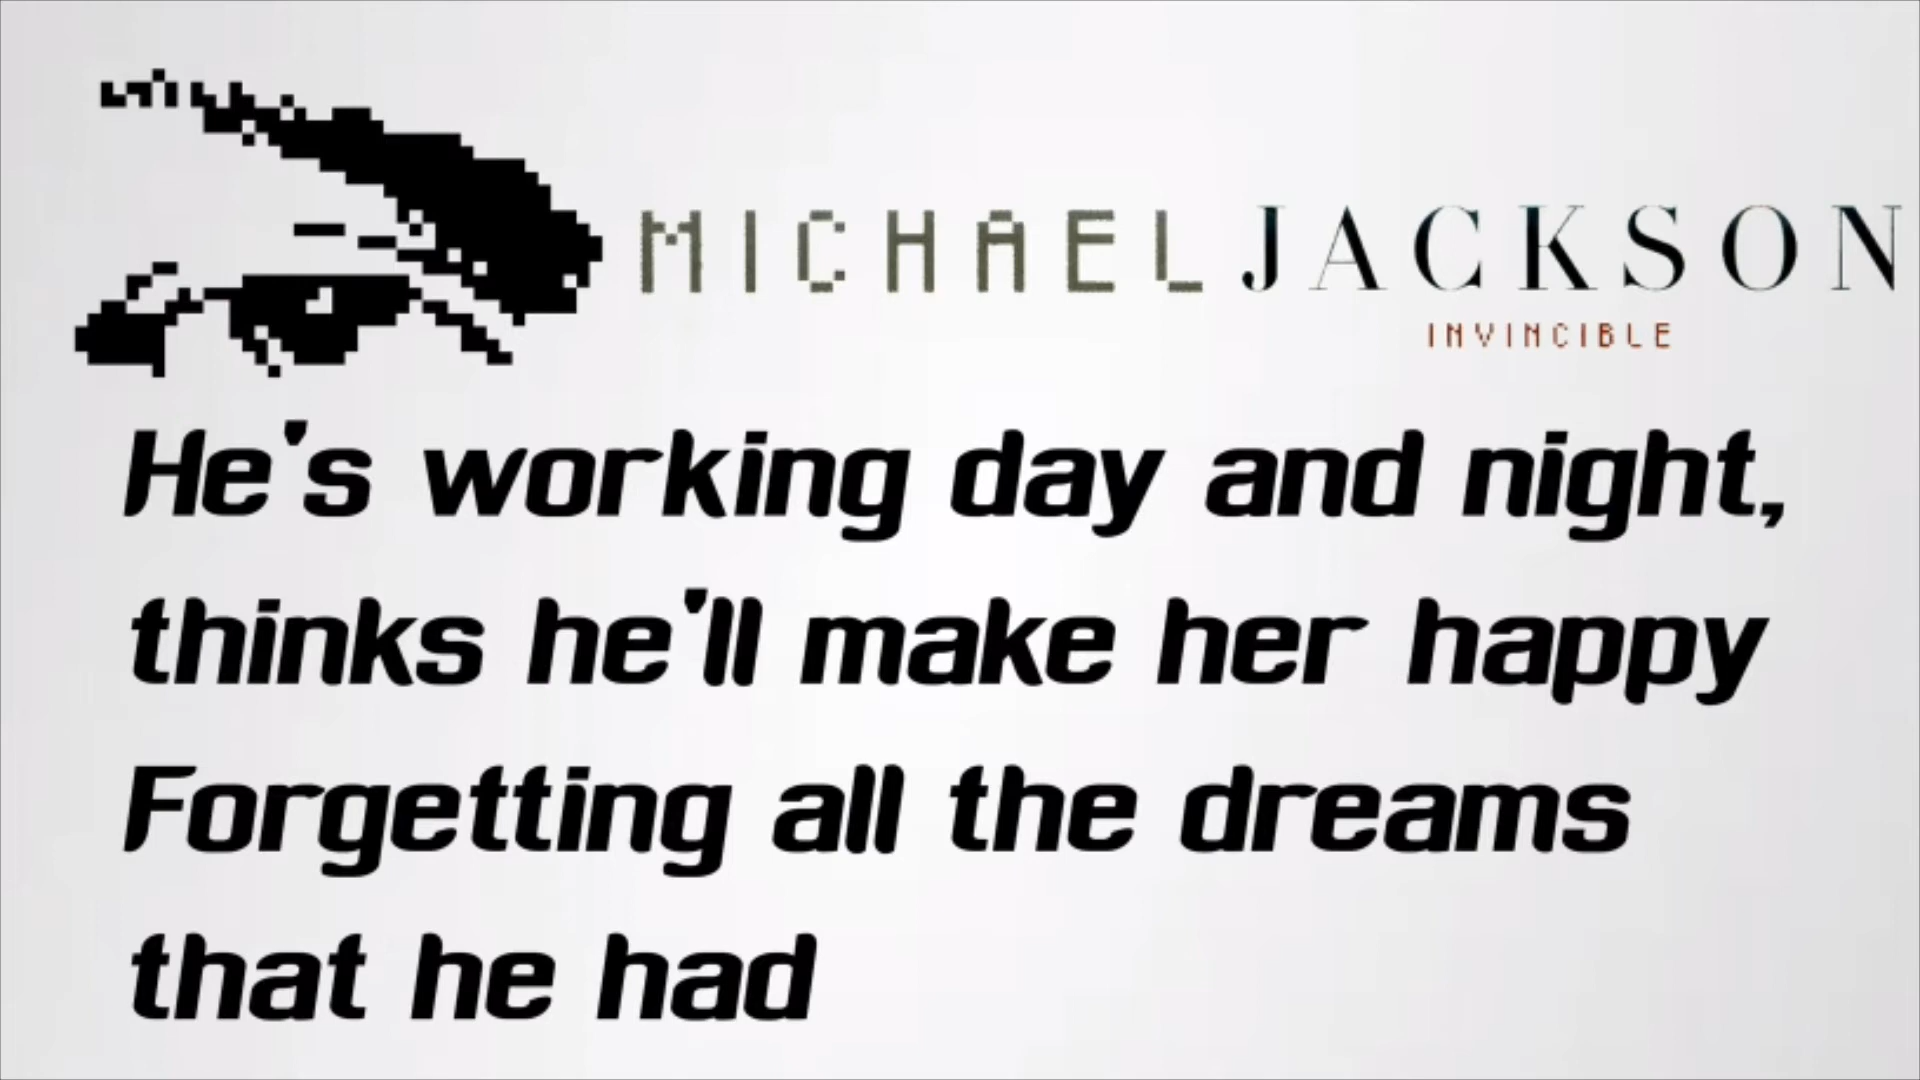 MICHAEL JACKSON
INVINCIBLE
He's working day and night,
thinks he'll make her happy
Forgetting all the dreams
that he had